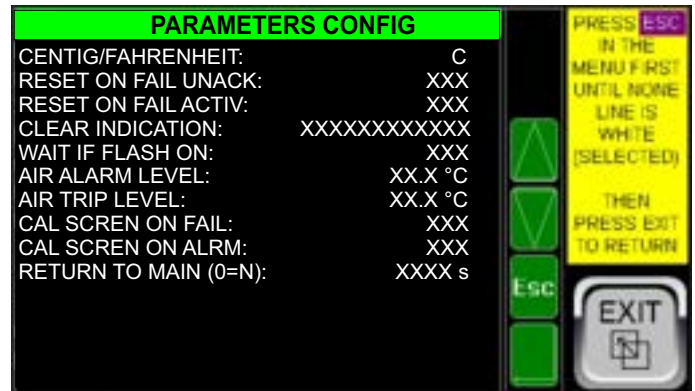 PARAMETERS CONFIG
CENTIG/FAHRENHEIT: C
RESET ON FAIL UNACK: XXX
RESET ON FAIL ACTIV: XXX
CLEAR INDICATION: XXXXXXXXXXXX
WAIT IF FLASH ON: XXX
AIR ALARM LEVEL: XX.X °C
AIR TRIP LEVEL: XX.X °C
CAL SCREN ON FAIL: XXX
CAL SCREN ON ALRM: XXX
RETURN TO MAIN (0=N): XXXX s
Esc
PRESS ESC
IN THE
MENU FIRST
UNTIL NONE
LINE IS
WHITE
(SELECTED)
THEN
PRESS EXIT
TO RETURN
EXIT